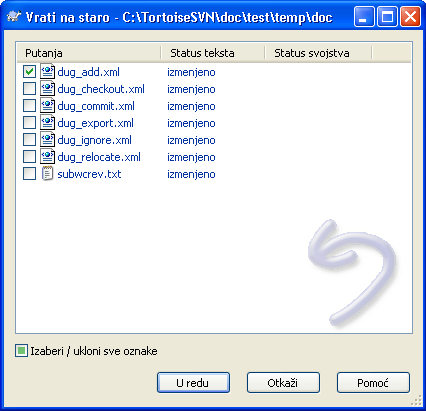 Vrati na staro - C:\TortoiseSVN\doc\test\temp\doc
Putanja Status teksta Status svojstva
dug_add.xml izmenjeno
dug_checkout.xml izmenjeno
dug_commit.xml izmenjeno
dug_export.xml izmenjeno
dug_ignore.xml izmenjeno
dug_relocate.xml izmenjeno
subwcrev.txt izmenjeno
Izaberi / ukloni sve oznake
U redu Otkaži Pomoć